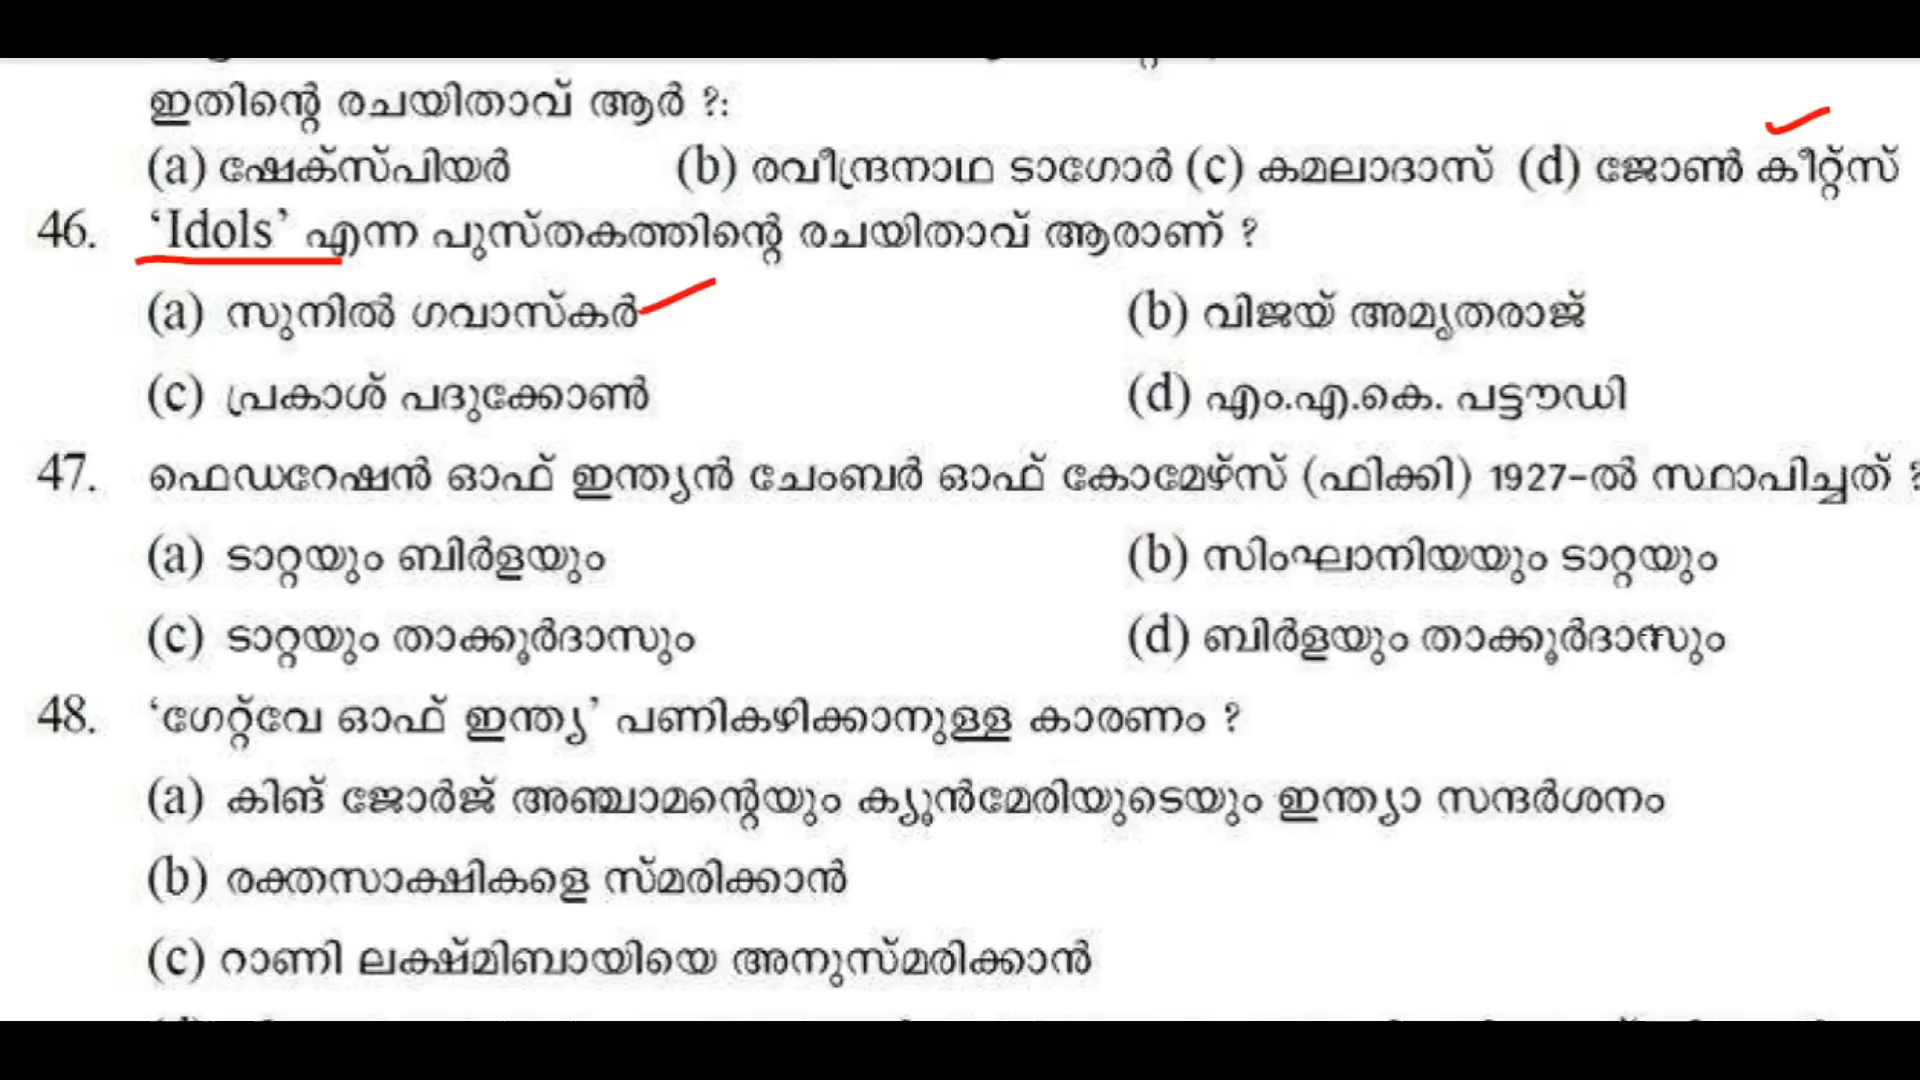 ഇതിന്റെ രചയിതാവ് ആർ ?:
(a) ഷേക്സ്പിയർ (b) രവീന്ദ്രനാഥ ടാഗോർ (c) കമലാദാസ് (d) ജോൺ കീറ്റ്സ്
46. ‘Idols’ എന്ന പുസ്തകത്തിന്റെ രചയിതാവ് ആരാണ് ?
(a) സുനിൽ ഗവാസ്കർ (b) വിജയ് അമൃതരാജ്
(c) പ്രകാശ് പദുക്കോൺ (d) എം.എ.കെ. പട്ടൗഡി
47. ഫെഡറേഷൻ ഓഫ് ഇന്ത്യൻ ചേംബർ ഓഫ് കോമേഴ്സ് (ഫിക്കി) 1927-ൽ സ്ഥാപിച്ചത് ?
(a) ടാറ്റയും ബിർളയും (b) സിംഘാനിയയും ടാറ്റയും
(c) ടാറ്റയും താക്കൂർദാസും (d) ബിർളയും താക്കൂർദാസും
48. ‘ഗേറ്റ്‌വേ ഓഫ് ഇന്ത്യ’ പണികഴിക്കാനുള്ള കാരണം ?
(a) കിങ് ജോർജ് അഞ്ചാമന്റെയും ക്യൂൻമേരിയുടെയും ഇന്ത്യാ സന്ദർശനം
(b) രക്തസാക്ഷികളെ സ്മരിക്കാൻ
(c) റാണി ലക്ഷ്മിബായിയെ അനുസ്മരിക്കാൻ